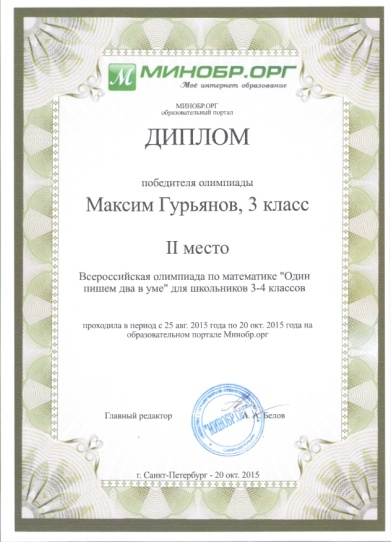 МИНОБР.ОРГ
Моё интернет образование
МИНОБР.ОРГ
образовательный портал
ДИПЛОМ
победителя олимпиады
Максим Гурьянов, 3 класс
II место
Всероссийская олимпиада по математике "Один
пишем два в уме" для школьников 3-4 классов
проходила в период с 25 авг. 2015 года по 20 окт. 2015 года на
образовательном портале Минобр.орг
Главный редактор
А. А. Белов
"МИНОБР.ОРГ"
г. Санкт-Петербург - 20 окт. 2015